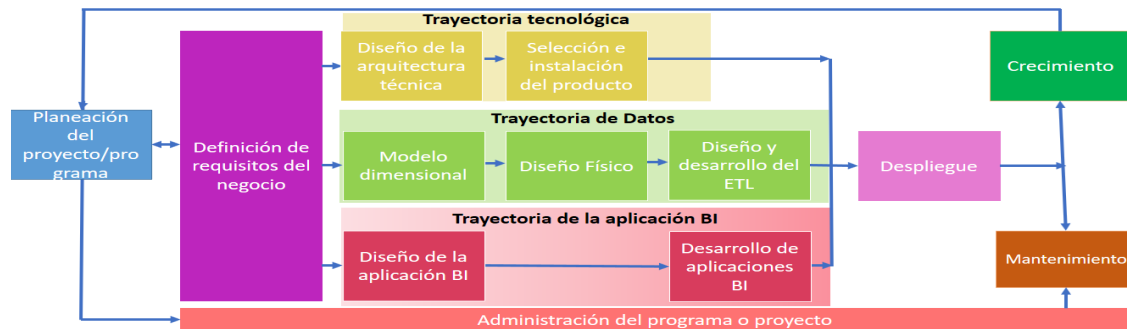 Trayectoria tecnológica
Diseño de la
arquitectura
técnica
Selección e
instalación
del producto
Crecimiento
Planeación
del
proyecto/pro
grama
Definición de
requisitos del
negocio
Trayectoria de Datos
Modelo
dimensional
Diseño Físico
Diseño y
desarrollo del
ETL
Despliegue
Trayectoria de la aplicación BI
Diseño de la
aplicación BI
Desarrollo de
aplicaciones
BI
Mantenimiento
Administración del programa o proyecto